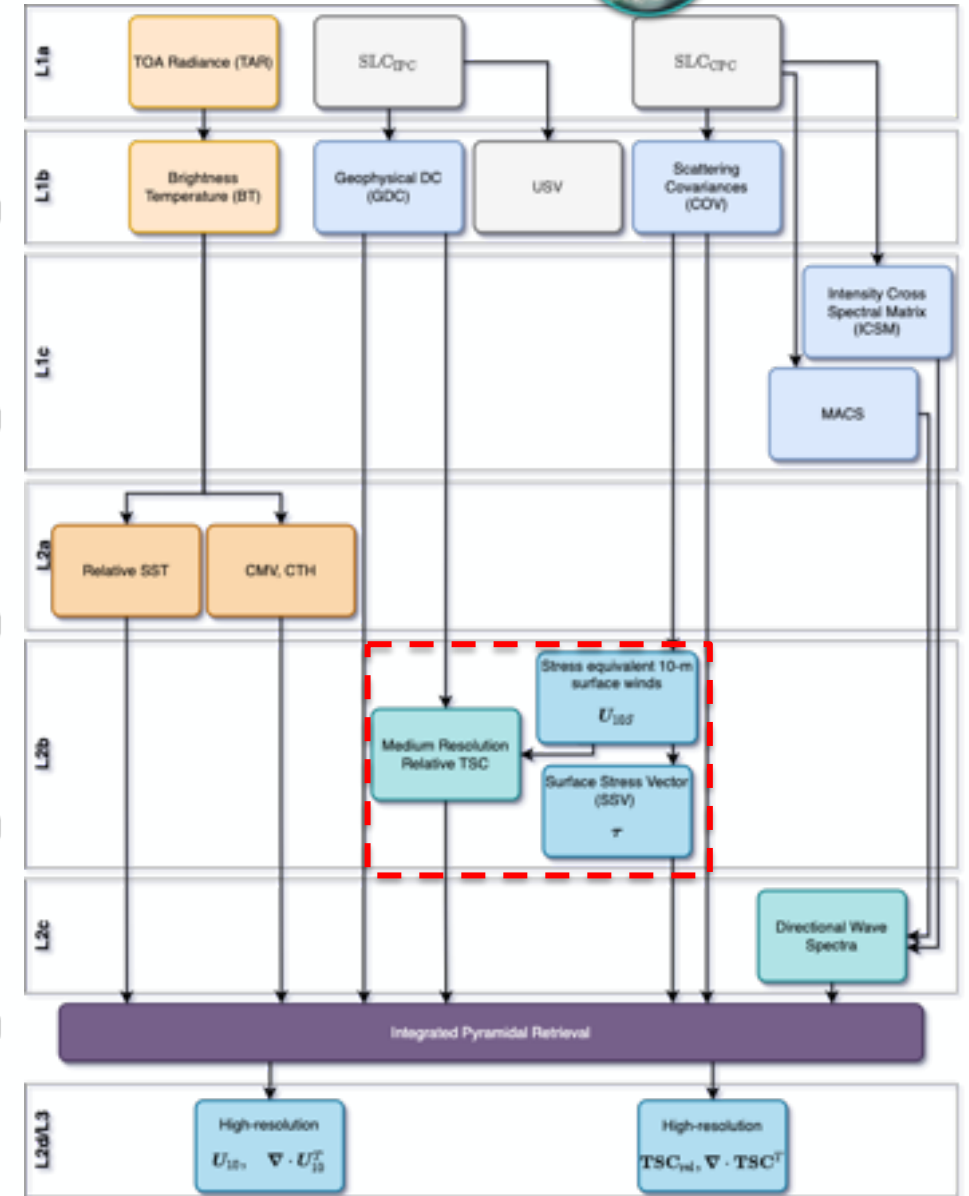 L1a
TOA Radiance (TAR)
SLC_IPC
SLC_CPC
L1b
Brightness
Temperature (BT)
Geophysical DC
(GDC)
USV
Scattering
Covariances
(COV)
L1c
Intensity Cross
Spectral Matrix
(ICSM)
MACS
L2a
Relative SST
CMV, CTH
L2b
Stress equivalent 10-m
surface winds
U_10S
Medium Resolution
Relative TSC
Surface Stress Vector
(SSV)
τ
L2c
Directional Wave
Spectra
Integrated Pyramidal Retrieval
L2d/L3
High-resolution
U_10, ∇ · U_10^T
High-resolution
TSC_rel, ∇ · TSC^T